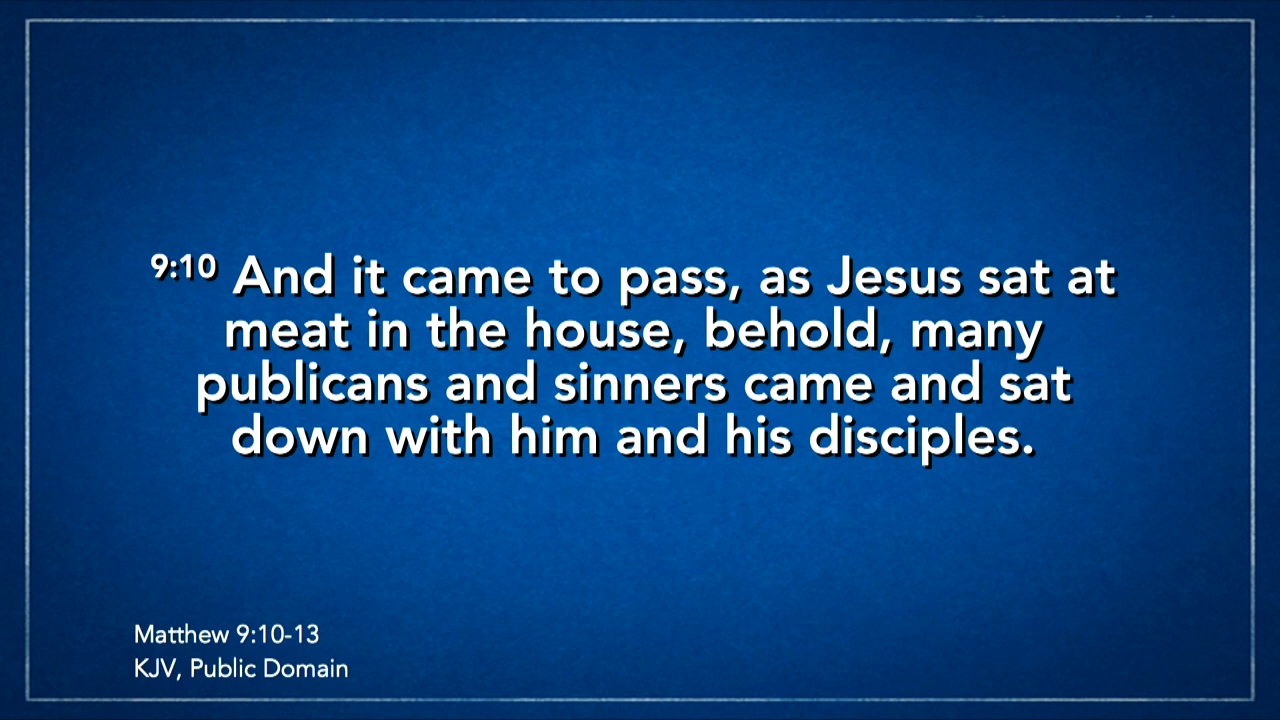 9:10 And it came to pass, as Jesus sat at
meat in the house, behold, many
publicans and sinners came and sat
down with him and his disciples.
Matthew 9:10-13
KJV, Public Domain